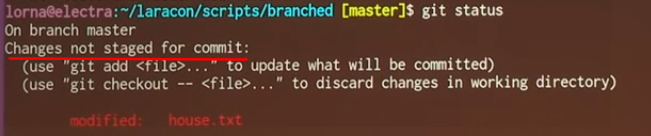 lorna@electra:~/laracon/scripts/branched [master]$ git status
On branch master
Changes not staged for commit:
(use "git add <file>..." to update what will be committed)
(use "git checkout -- <file>..." to discard changes in working directory)
modified: house.txt